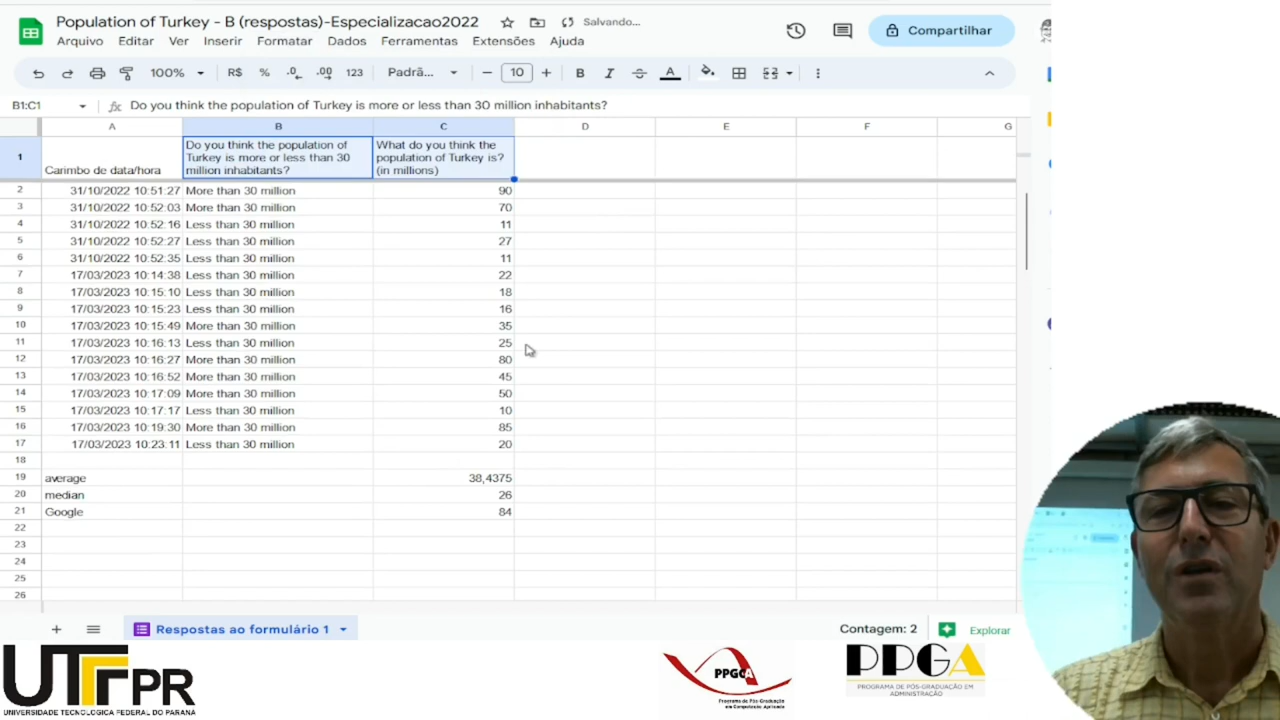 Population of Turkey - B (respostas)-Especializacao2022 Salvando...
Arquivo Editar Ver Inserir Formatar Dados Ferramentas Extensões Ajuda
Compartilhar
100% R$ % .0 .00 123 Padrã... 10 B I A
B1:C1 fx Do you think the population of Turkey is more or less than 30 million inhabitants?
A B C D E F G
1 Carimbo de data/hora
Do you think the population of
Turkey is more or less than 30
million inhabitants?
What do you think the
population of Turkey is?
(in millions)
2 31/10/2022 10:51:27 More than 30 million 90
3 31/10/2022 10:52:03 More than 30 million 70
4 31/10/2022 10:52:16 Less than 30 million 11
5 31/10/2022 10:52:27 Less than 30 million 27
6 31/10/2022 10:52:35 Less than 30 million 11
7 17/03/2023 10:14:38 Less than 30 million 22
8 17/03/2023 10:15:10 Less than 30 million 18
9 17/03/2023 10:15:23 Less than 30 million 16
10 17/03/2023 10:15:49 More than 30 million 35
11 17/03/2023 10:16:13 Less than 30 million 25
12 17/03/2023 10:16:27 More than 30 million 80
13 17/03/2023 10:16:52 More than 30 million 45
14 17/03/2023 10:17:09 More than 30 million 50
15 17/03/2023 10:17:17 Less than 30 million 10
16 17/03/2023 10:19:30 More than 30 million 85
17 17/03/2023 10:23:11 Less than 30 million 20
18
19 average 38,4375
20 median 26
21 Google 84
22
23
24
25
26
Respostas ao formulário 1 Contagem: 2 Explorar
UTFPR
UNIVERSIDADE TECNOLÓGICA FEDERAL DO PARANÁ
PPGCA
Programa de Pós-Graduação
em Computação Aplicada
PPGA
PROGRAMA DE PÓS-GRADUAÇÃO EM
ADMINISTRAÇÃO